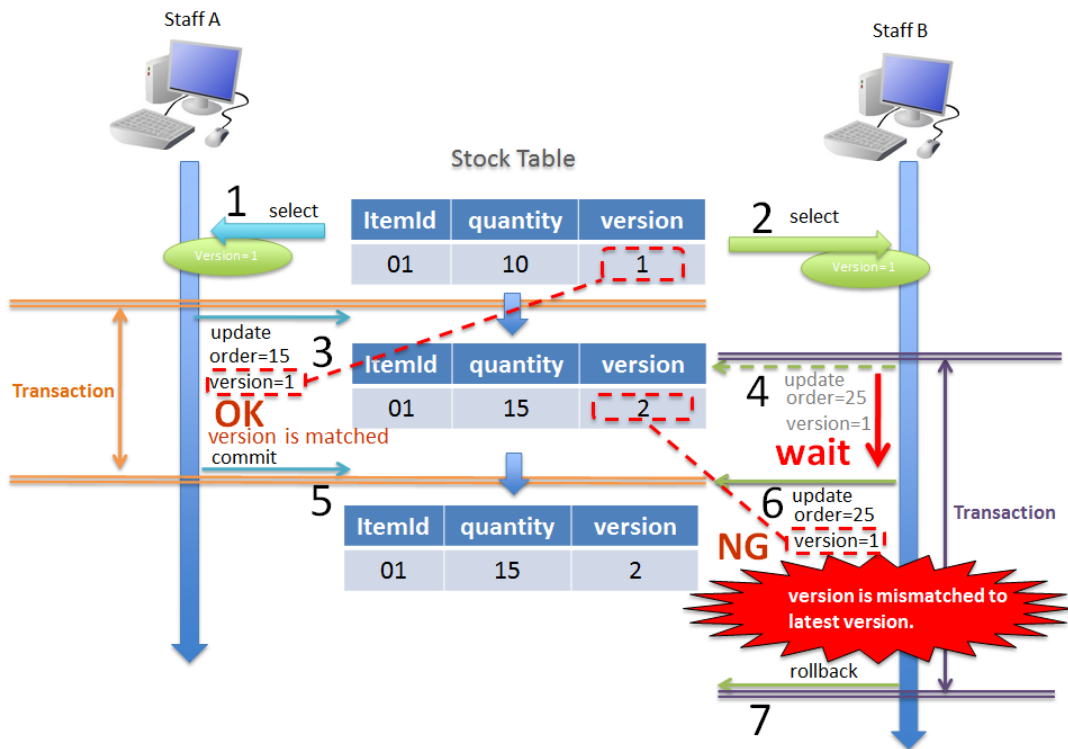 Staff A
Staff B
Stock Table
1
select
2
select
ItemId quantity version
01 10 1
Version=1
Version=1
update
order=15
3
version=1
OK
version is matched
commit
Transaction
ItemId quantity version
01 15 2
4
update
order=25
version=1
wait
5
6
update
order=25
version=1
NG
Transaction
ItemId quantity version
01 15 2
version is mismatched to
latest version.
rollback
7